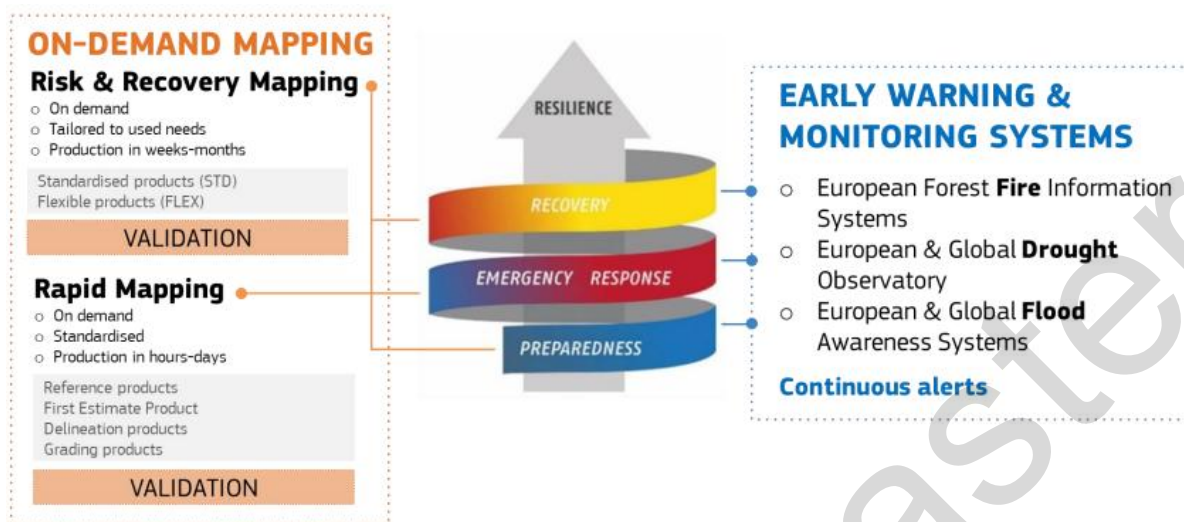 ON-DEMAND MAPPING
Risk & Recovery Mapping
○ On demand
○ Tailored to used needs
○ Production in weeks-months
Standardised products (STD)
Flexible products (FLEX)
VALIDATION
Rapid Mapping
○ On demand
○ Standardised
○ Production in hours-days
Reference products
First Estimate Product
Delineation products
Grading products
VALIDATION
RESILIENCE
RECOVERY
EMERGENCY RESPONSE
PREPAREDNESS
EARLY WARNING &
MONITORING SYSTEMS
○ European Forest Fire Information
Systems
○ European & Global Drought
Observatory
○ European & Global Flood
Awareness Systems
Continuous alerts
aster